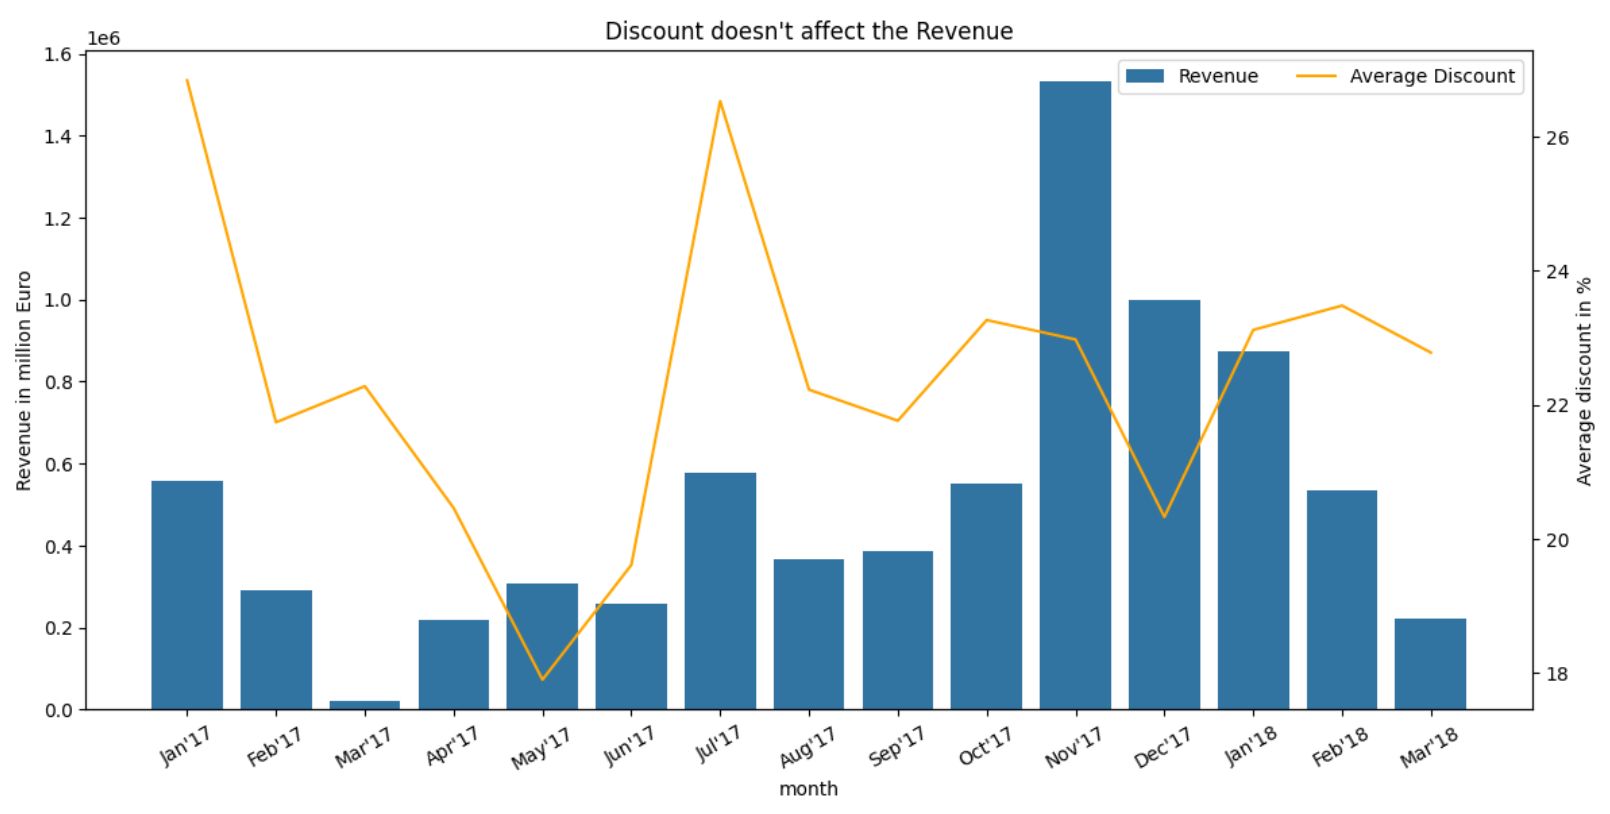 Discount doesn't affect the Revenue
1e6
Revenue
Average Discount
1.6
1.4
1.2
1.0
0.8
0.6
0.4
0.2
0.0
Revenue in million Euro
26
24
22
20
18
Average discount in %
Jan'17
Feb'17
Mar'17
Apr'17
May'17
Jun'17
Jul'17
Aug'17
Sep'17
Oct'17
Nov'17
Dec'17
Jan'18
Feb'18
Mar'18
month